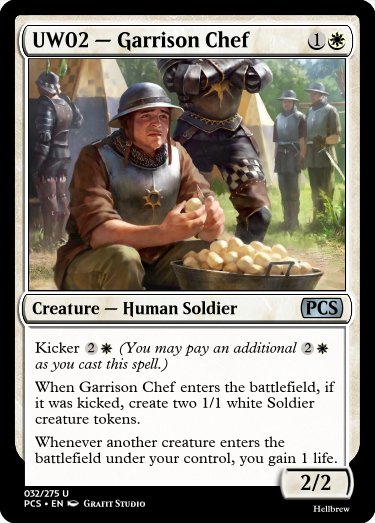 UW02 — Garrison Chef 1
Creature — Human Soldier PCS
Kicker 2 (You may pay an additional 2
as you cast this spell.)
When Garrison Chef enters the battlefield, if
it was kicked, create two 1/1 white Soldier
creature tokens.
Whenever another creature enters the
battlefield under your control, you gain 1 life.
2/2
032/275 U
PCS • EN Grafit Studio
Hellbrew